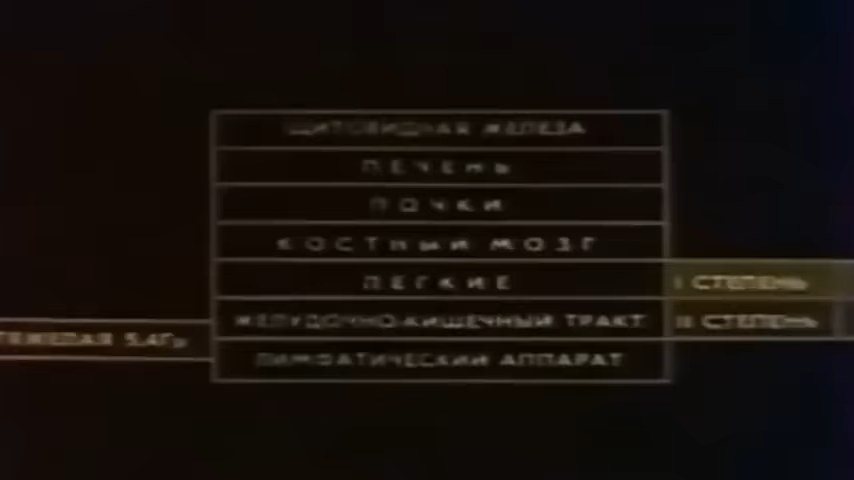 ЩИТОВИДНАЯ ЖЕЛЕЗА
ПЕЧЕНЬ
ПОЧКИ
КОСТНЫЙ МОЗГ
ЛЕГКИЕ
I СТЕПЕНЬ
ЖЕЛУДОЧНО-КИШЕЧНЫЙ ТРАКТ
II СТЕПЕНЬ
ТЯЖЕЛАЯ 5,4Гр
ЛИМФАТИЧЕСКИЙ АППАРАТ